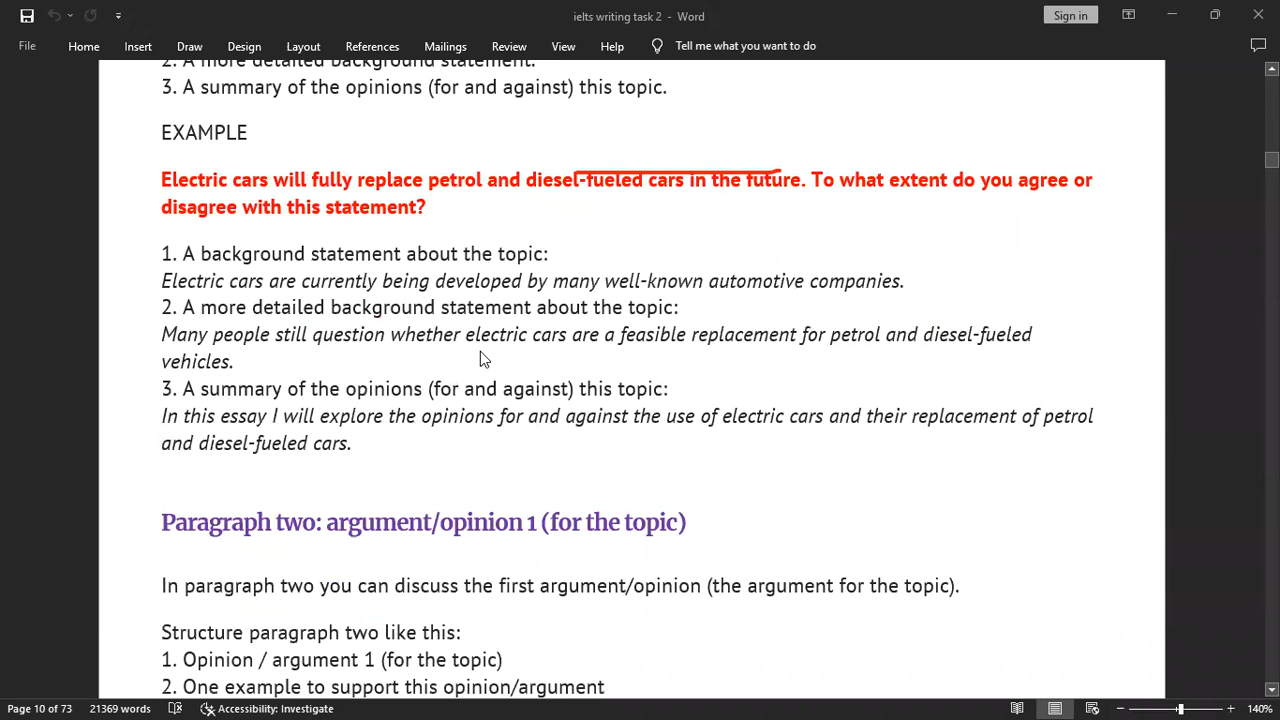 ielts writing task 2 - Word
Sign in
File Home Insert Draw Design Layout References Mailings Review View Help Tell me what you want to do
2. A more detailed background statement.
3. A summary of the opinions (for and against) this topic.
EXAMPLE
Electric cars will fully replace petrol and diesel-fueled cars in the future. To what extent do you agree or
disagree with this statement?
1. A background statement about the topic:
Electric cars are currently being developed by many well-known automotive companies.
2. A more detailed background statement about the topic:
Many people still question whether electric cars are a feasible replacement for petrol and diesel-fueled
vehicles.
3. A summary of the opinions (for and against) this topic:
In this essay I will explore the opinions for and against the use of electric cars and their replacement of petrol
and diesel-fueled cars.
Paragraph two: argument/opinion 1 (for the topic)
In paragraph two you can discuss the first argument/opinion (the argument for the topic).
Structure paragraph two like this:
1. Opinion / argument 1 (for the topic)
2. One example to support this opinion/argument
Page 10 of 73 21369 words Accessibility: Investigate 140%